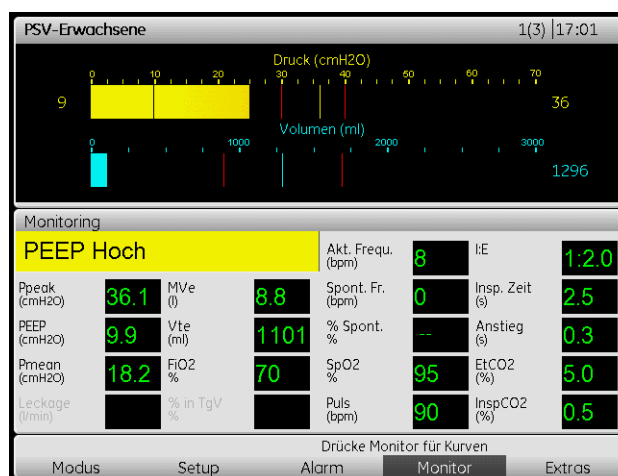 PSV-Erwachsene 1(3) 17:01
Druck (cmH2O)
0 10 20 30 40 50 60 70
9 36
Volumen (ml)
0 1000 2000 3000
1296
Monitoring
PEEP Hoch
Akt. Frequ. (bpm) 8 I:E 1:2.0
Ppeak (cmH2O) 36.1 MVe (l) 8.8 Spont. Fr. (bpm) 0 Insp. Zeit (s) 2.5
PEEP (cmH2O) 9.9 Vte (ml) 1101 % Spont. % -- Anstieg (s) 0.3
Pmean (cmH2O) 18.2 FiO2 % 70 SpO2 % 95 EtCO2 (%) 5.0
Leckage (l/min) % in TgV % Puls (bpm) 90 InspCO2 (%) 0.5
Drücke Monitor für Kurven
Modus Setup Alarm Monitor Extras